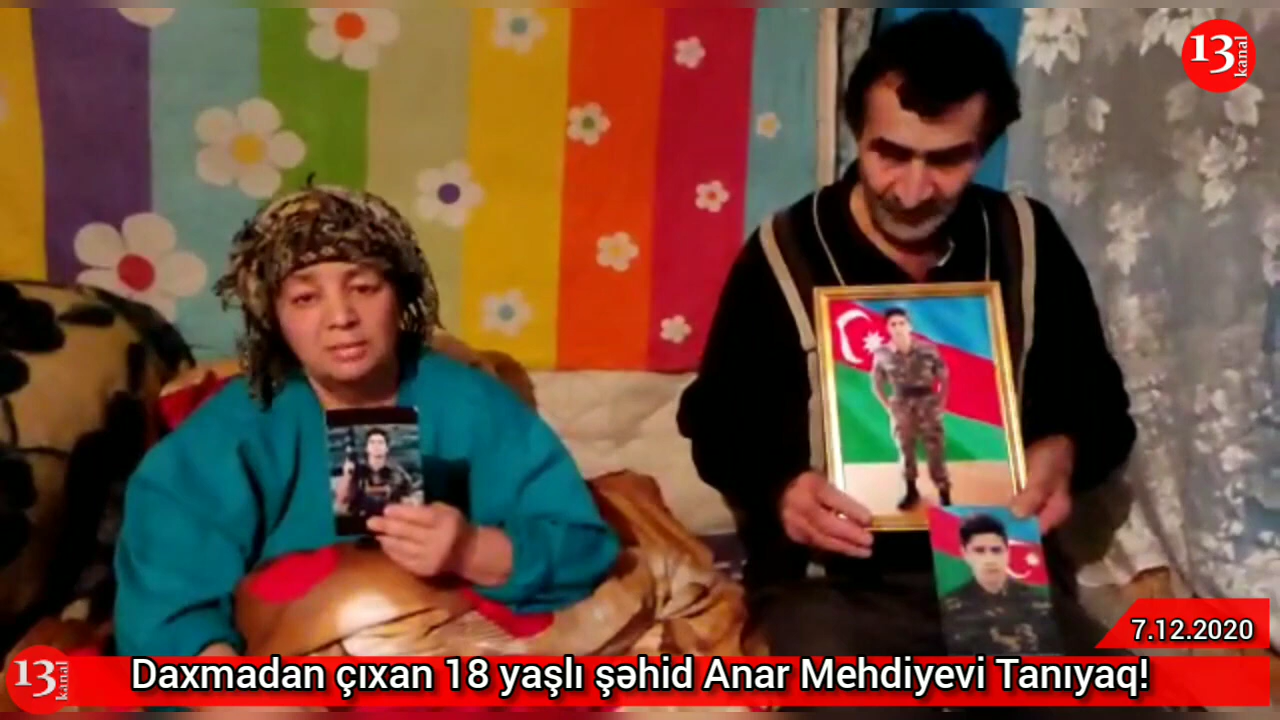 13 kanal
7.12.2020
13 kanal
Daxmadan çıxan 18 yaşlı şəhid Anar Mehdiyevi Tanıyaq!